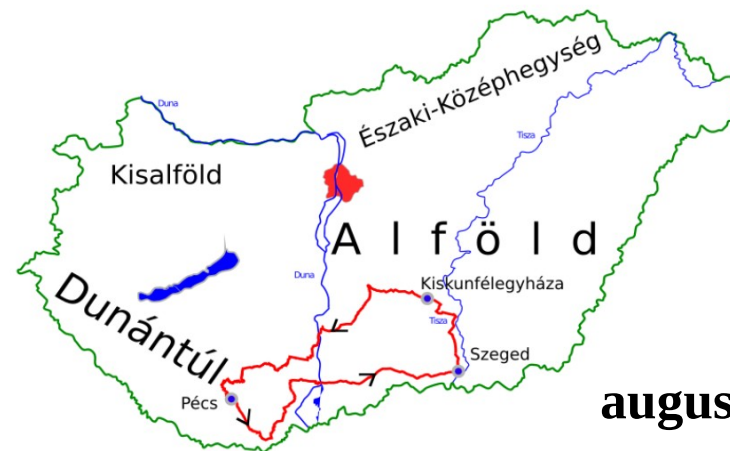 Duna
Északi-Középhegység
Tisza
Kisalföld
Alföld
Duna
Kiskunfélegyháza
Dunántúl
Tisza
Szeged
Pécs
augus